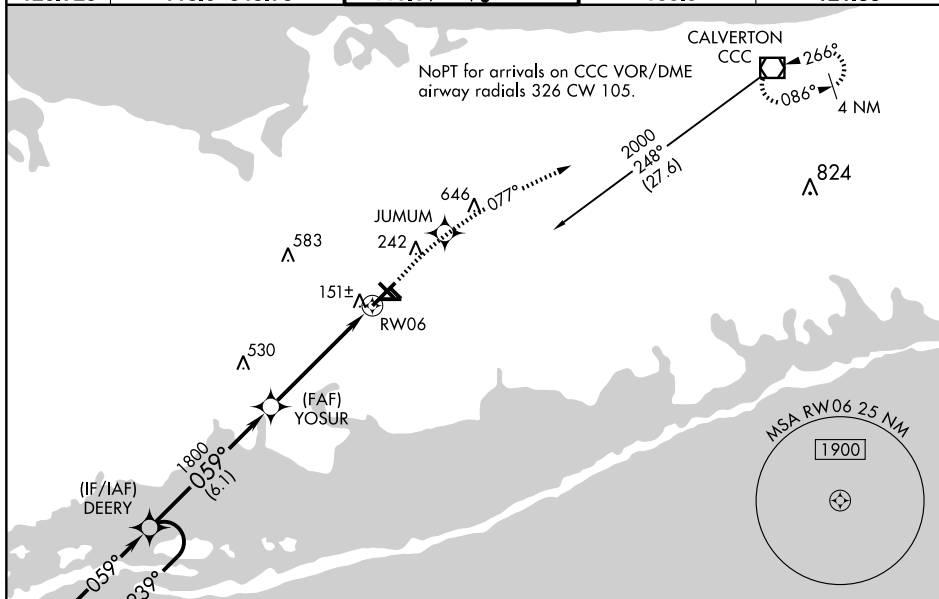 CALVERTON
CCC
266°
086°
4 NM
NoPT for arrivals on CCC VOR/DME
airway radials 326 CW 105.
2000
248°
(27.6)
824
646
077°
JUMUM
242
583
151±
RW06
530
(FAF)
YOSUR
1800
059°
(6.1)
(IF/IAF)
DEERY
059°
239°
MSA RW06 25 NM
1900